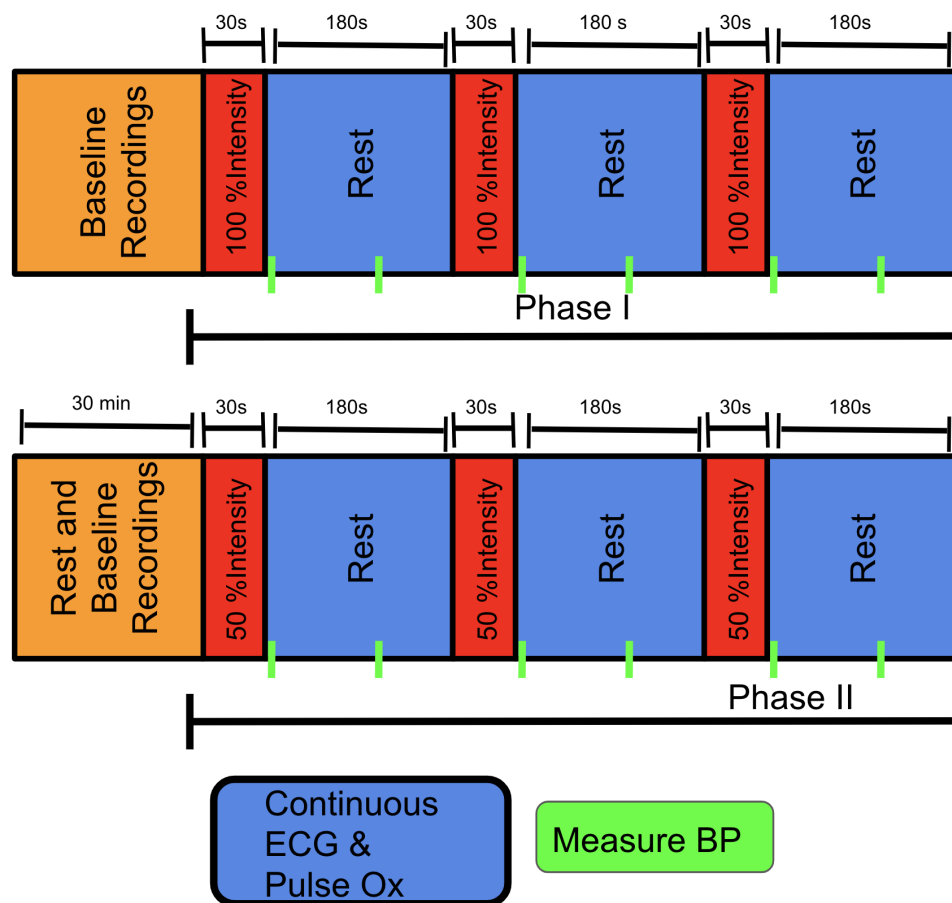 30s
180s
30s
180 s
30s
180s
Baseline
Recordings
100 %Intensity
Rest
100 %Intensity
Rest
100 %Intensity
Rest
Phase I
30 min
30s
180s
30s
180s
30s
180s
Rest and
Baseline
Recordings
50 %Intensity
Rest
50 %Intensity
Rest
50 %Intensity
Rest
Phase II
Continuous
ECG &
Pulse Ox
Measure BP